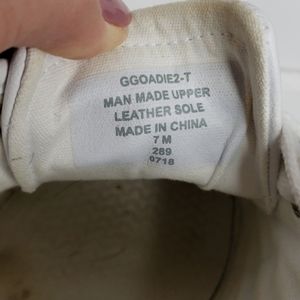 GGOADIE2-T
MAN MADE UPPER
LEATHER SOLE
MADE IN CHINA
7 M
289
0718